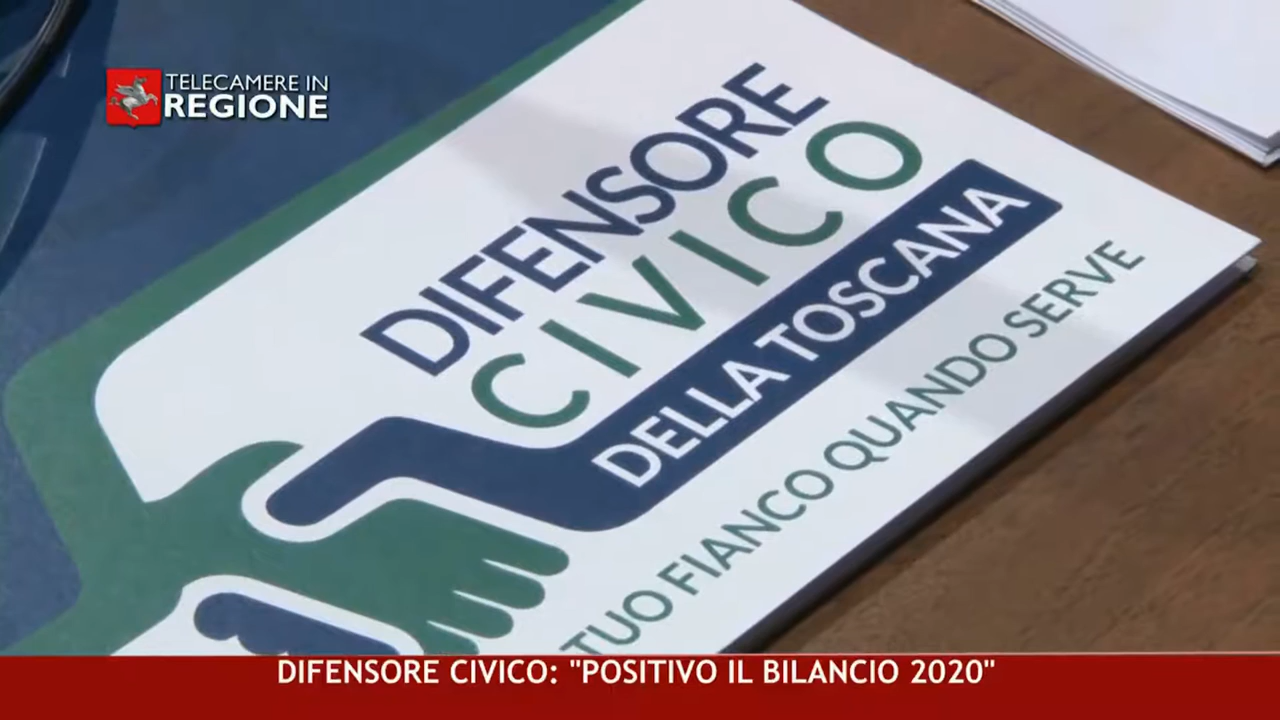 TELECAMERE IN
REGIONE
DIFENSORE
CIVICO
DELLA TOSCANA
TUO FIANCO QUANDO SERVE
DIFENSORE CIVICO: "POSITIVO IL BILANCIO 2020"